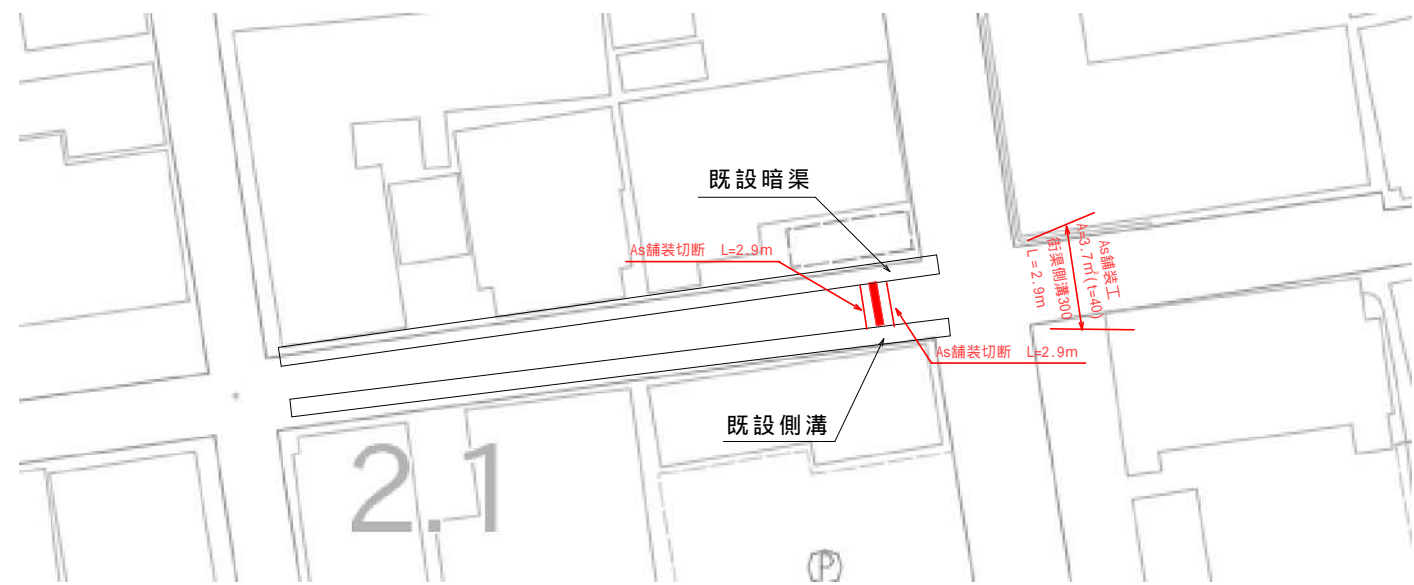 既設暗渠
As舗装切断 L=2.9m
As舗装工
A=3.7㎡(t=40)
街渠側溝300
L=2.9m
As舗装切断 L=2.9m
既設側溝
2.1
P